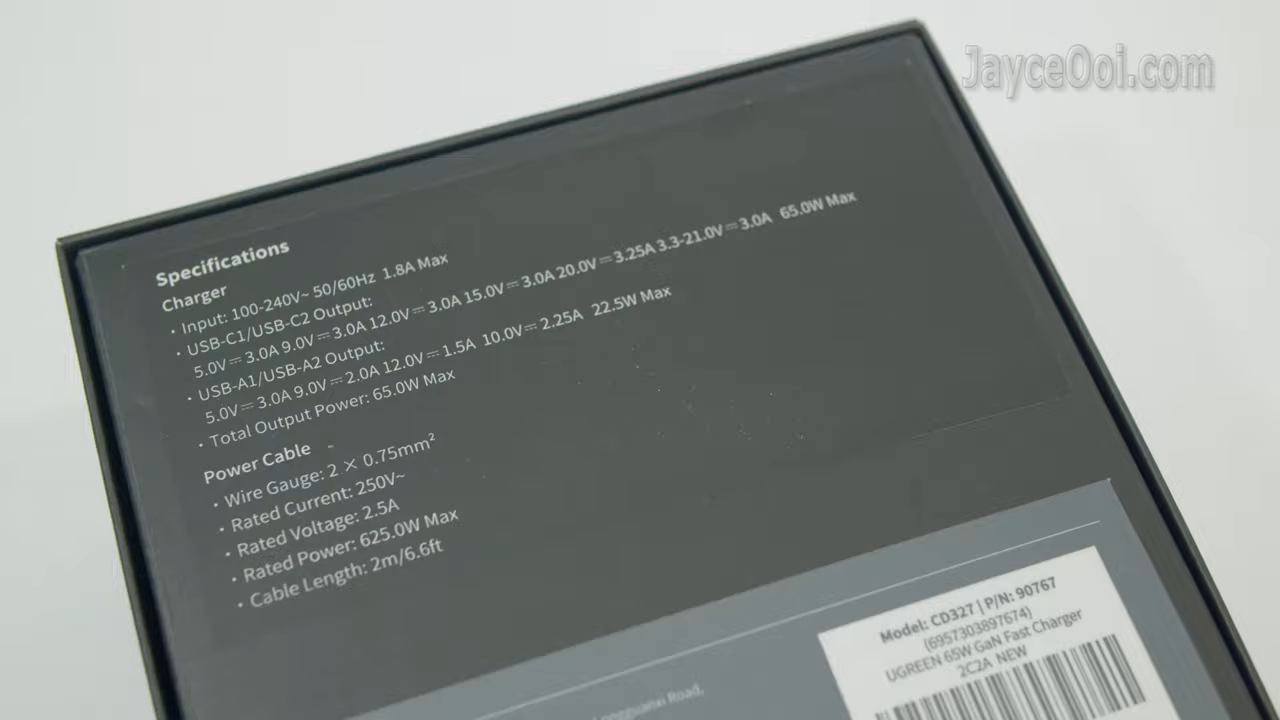 JayceOoi.com
Specifications
Charger
· Input: 100-240V~ 50/60Hz 1.8A Max
· USB-C1/USB-C2 Output:
5.0V⎓3.0A 9.0V⎓3.0A 12.0V⎓3.0A 15.0V⎓3.0A 20.0V⎓3.25A 3.3-21.0V⎓3.0A 65.0W Max
· USB-A1/USB-A2 Output:
5.0V⎓3.0A 9.0V⎓2.0A 12.0V⎓1.5A 10.0V⎓2.25A 22.5W Max
· Total Output Power: 65.0W Max
Power Cable
· Wire Gauge: 2 × 0.75mm²
· Rated Current: 250V~
· Rated Voltage: 2.5A
· Rated Power: 625.0W Max
· Cable Length: 2m/6.6ft
Model: CD327 | P/N: 90767
(6957303897674)
UGREEN 65W GaN Fast Charger
2C2A NEW
Road,